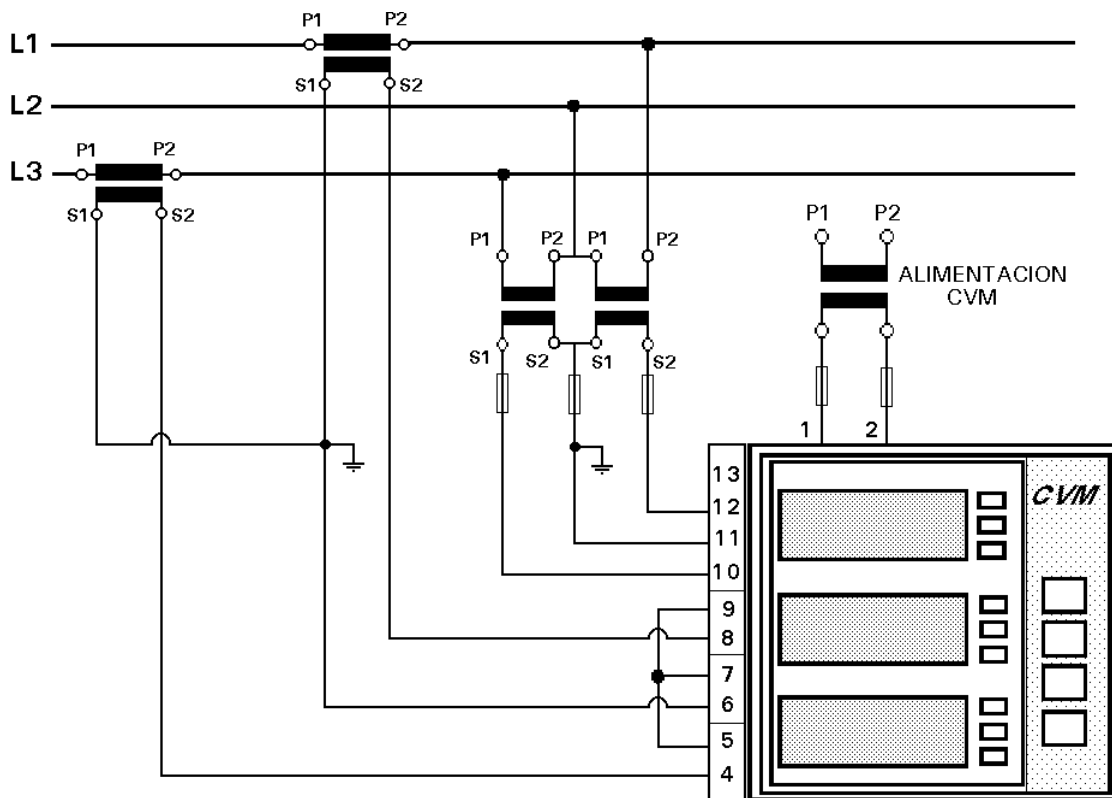 P1 P2
L1
S1 S2
L2
P1 P2
L3
S1 S2
P1 P2 P1 P2
P1 P2
ALIMENTACION
CVM
S1 S2 S1 S2
1 2
13
12
11
10
9
8
7
6
5
4
CVM